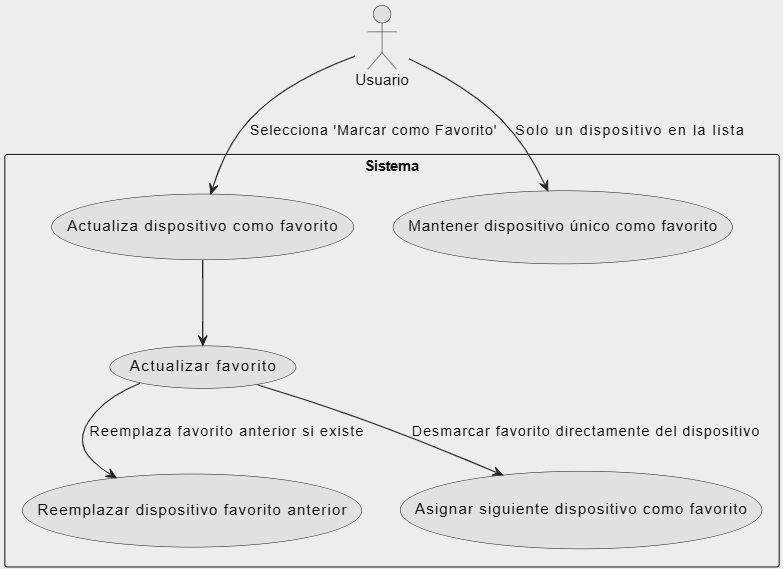 Usuario
Selecciona 'Marcar como Favorito'
Solo un dispositivo en la lista
Sistema
Actualiza dispositivo como favorito
Mantener dispositivo único como favorito
Actualizar favorito
Reemplaza favorito anterior si existe
Desmarcar favorito directamente del dispositivo
Reemplazar dispositivo favorito anterior
Asignar siguiente dispositivo como favorito